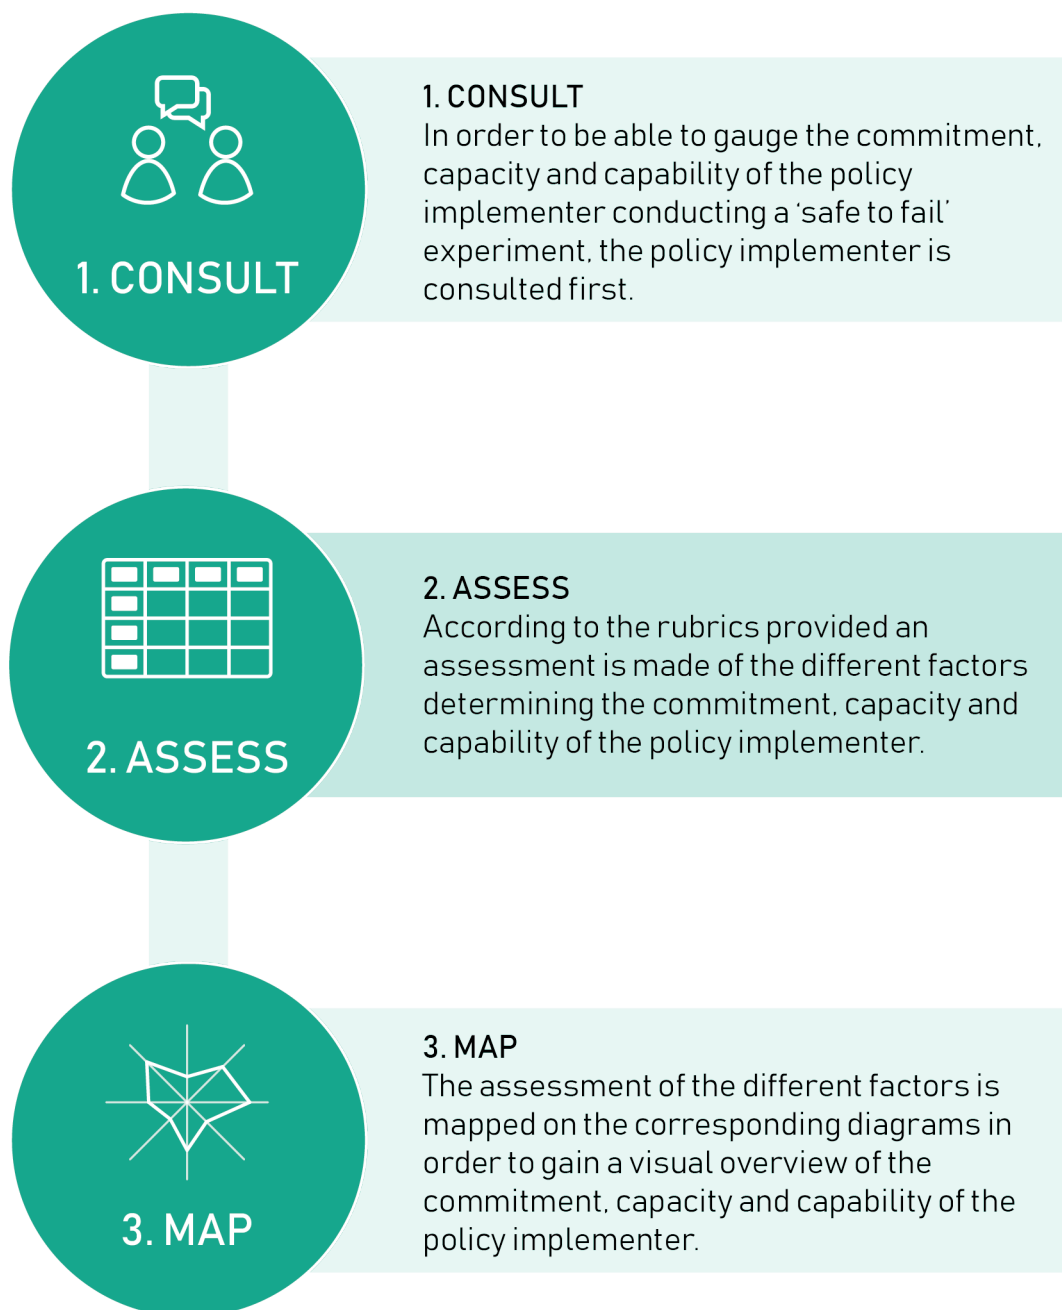 1. CONSULT
1. CONSULT
In order to be able to gauge the commitment,
capacity and capability of the policy
implementer conducting a ‘safe to fail’
experiment, the policy implementer is
consulted first.
2. ASSESS
2. ASSESS
According to the rubrics provided an
assessment is made of the different factors
determining the commitment, capacity and
capability of the policy implementer.
3. MAP
3. MAP
The assessment of the different factors is
mapped on the corresponding diagrams in
order to gain a visual overview of the
commitment, capacity and capability of the
policy implementer.